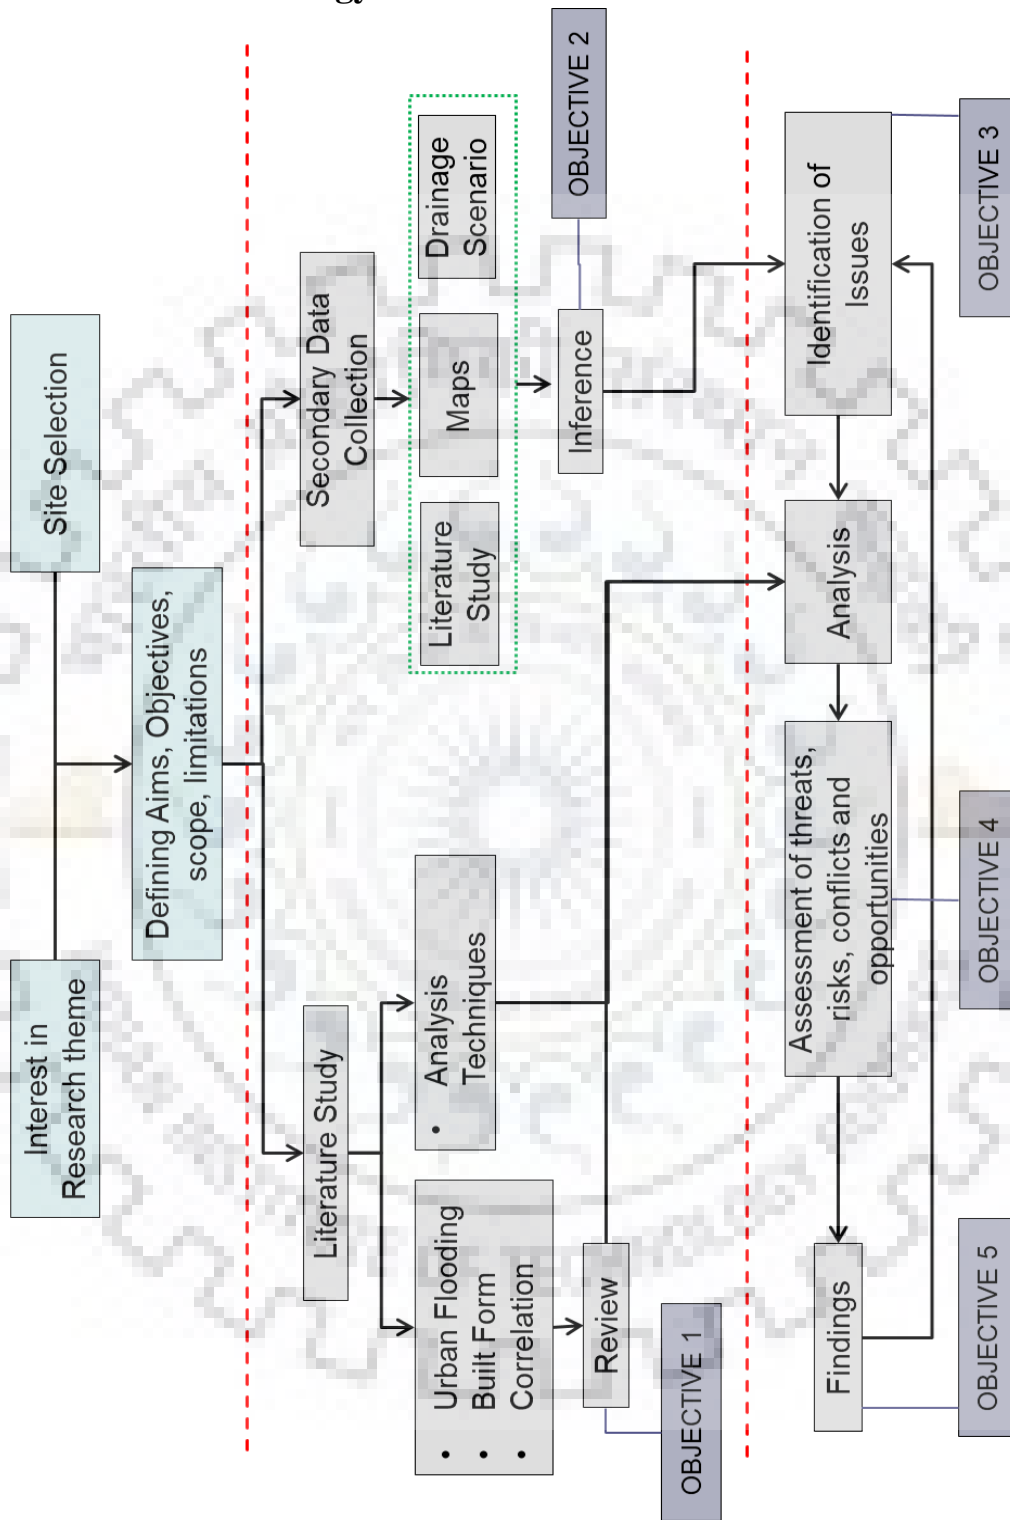 gy
Interest in
Research theme
Site Selection
Defining Aims, Objectives,
scope, limitations
Literature Study
Secondary Data
Collection
• Urban Flooding
• Built Form
• Correlation
• Analysis
Techniques
Literature
Study
Maps
Drainage
Scenario
Review
Inference
OBJECTIVE 1
OBJECTIVE 2
Findings
Assessment of threats,
risks, conflicts and
opportunities
Analysis
Identification of
Issues
OBJECTIVE 5
OBJECTIVE 4
OBJECTIVE 3